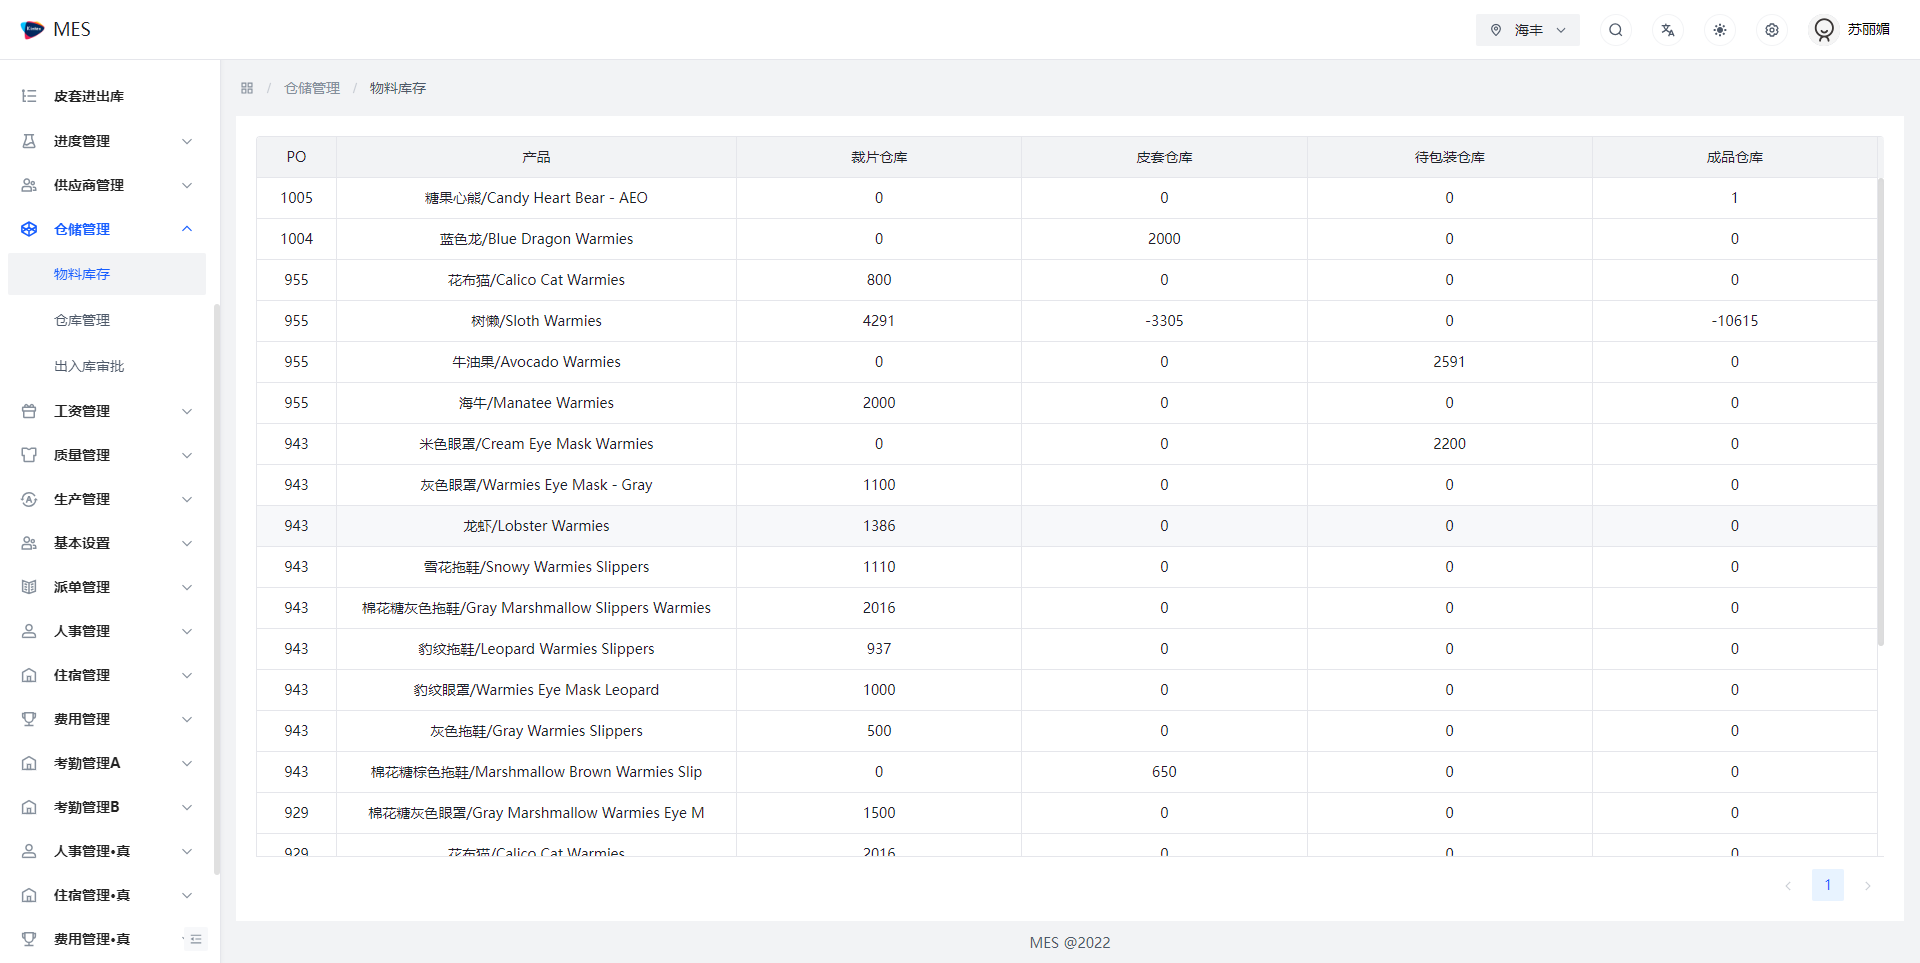 MES
海丰
苏丽媚
皮套进出库
进度管理
供应商管理
仓储管理
物料库存
仓库管理
出入库审批
工资管理
质量管理
生产管理
基本设置
派单管理
人事管理
住宿管理
费用管理
考勤管理A
考勤管理B
人事管理•真
住宿管理•真
费用管理•真
/ 仓储管理 / 物料库存
PO 产品 裁片仓库 皮套仓库 待包装仓库 成品仓库
1005 糖果心熊/Candy Heart Bear - AEO 0 0 0 1
1004 蓝色龙/Blue Dragon Warmies 0 2000 0 0
955 花布猫/Calico Cat Warmies 800 0 0 0
955 树懒/Sloth Warmies 4291 -3305 0 -10615
955 牛油果/Avocado Warmies 0 0 2591 0
955 海牛/Manatee Warmies 2000 0 0 0
943 米色眼罩/Cream Eye Mask Warmies 0 0 2200 0
943 灰色眼罩/Warmies Eye Mask - Gray 1100 0 0 0
943 龙虾/Lobster Warmies 1386 0 0 0
943 雪花拖鞋/Snowy Warmies Slippers 1110 0 0 0
943 棉花糖灰色拖鞋/Gray Marshmallow Slippers Warmies 2016 0 0 0
943 豹纹拖鞋/Leopard Warmies Slippers 937 0 0 0
943 豹纹眼罩/Warmies Eye Mask Leopard 1000 0 0 0
943 灰色拖鞋/Gray Warmies Slippers 500 0 0 0
943 棉花糖棕色拖鞋/Marshmallow Brown Warmies Slip 0 650 0 0
929 棉花糖灰色眼罩/Gray Marshmallow Warmies Eye M 1500 0 0 0
929 花布猫/Calico Cat Warmies 2016 0 0 0
1
MES @2022